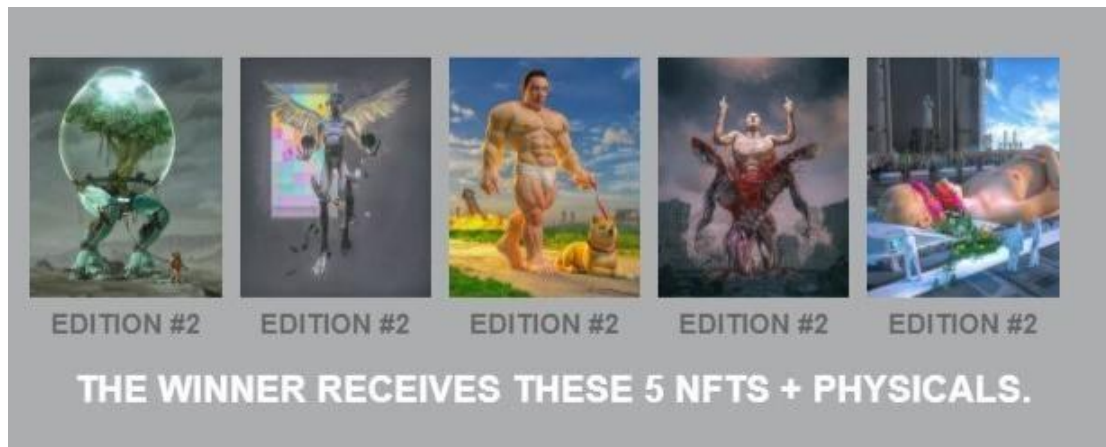 EDITION #2 EDITION #2 EDITION #2 EDITION #2 EDITION #2
THE WINNER RECEIVES THESE 5 NFTS + PHYSICALS.